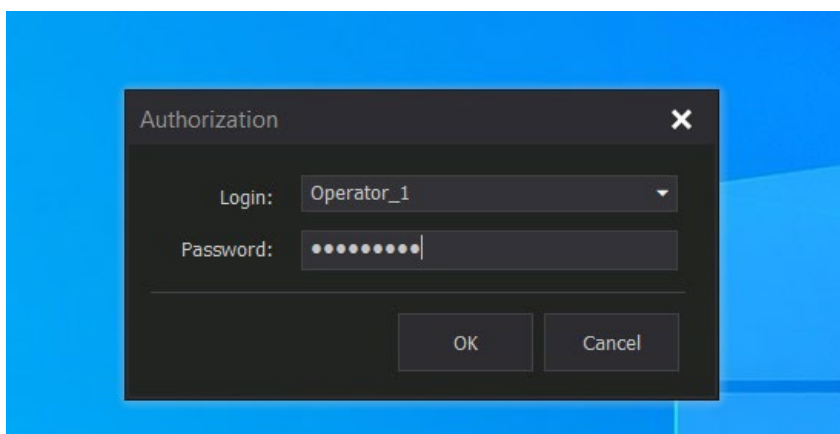 Authorization
Login: Operator_1
Password: •••••••••
OK Cancel